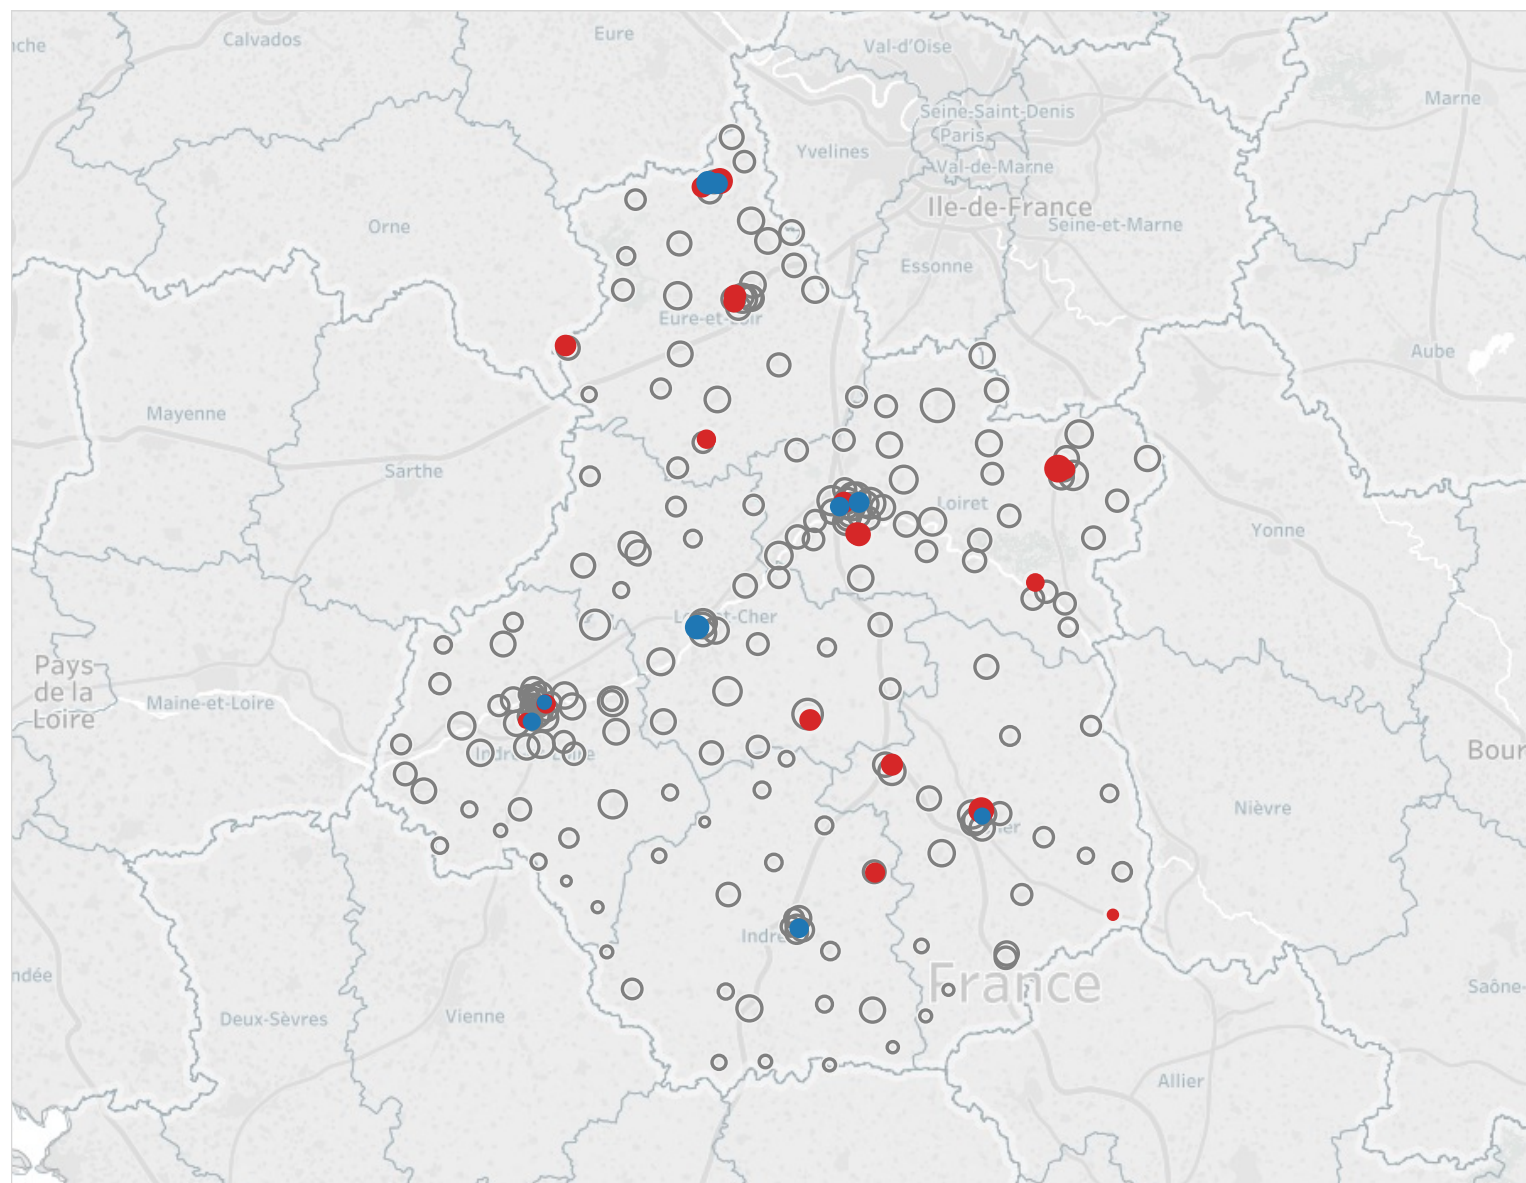 Calvados
Eure
Val-d'Oise
Marne
Seine-Saint-Denis
Paris
Yvelines
Val-de-Marne
Ile-de-France
Seine-et-Marne
Orne
Essonne
Eure-et-Loir
Aube
Mayenne
Sarthe
Loiret
Yonne
Pays
de la
Loire
Maine-et-Loire
Bour
Nièvre
Indre
ndée
France
Saône-
Deux-Sèvres
Vienne
Allier